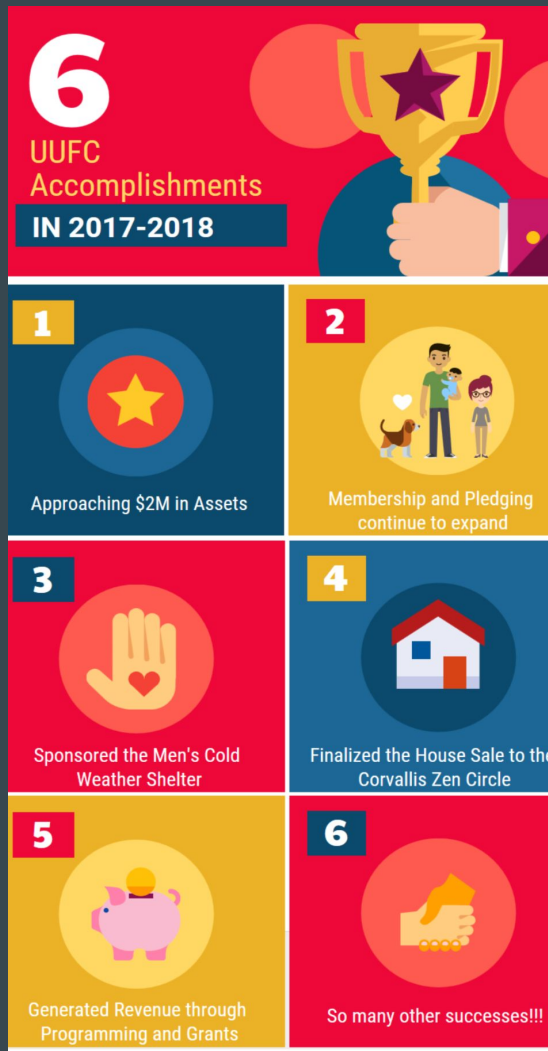 6
UUFC
Accomplishments
IN 2017-2018
1
Approaching $2M in Assets
2
Membership and Pledging
continue to expand
3
Sponsored the Men's Cold
Weather Shelter
4
Finalized the House Sale to the
Corvallis Zen Circle
5
Generated Revenue through
Programming and Grants
6
So many other successes!!!